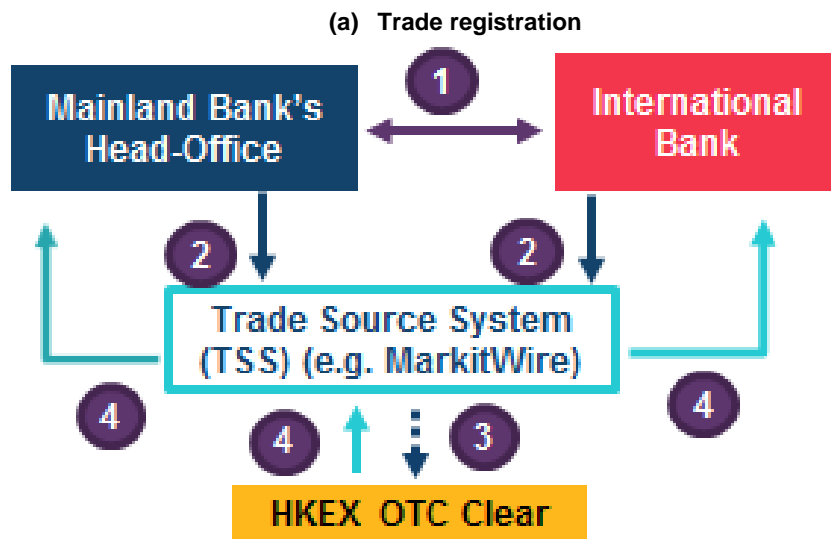 (a) Trade registration
1
Mainland Bank's
Head-Office
International
Bank
2
2
Trade Source System
(TSS) (e.g. MarkitWire)
4
4
3
4
HKEX OTC Clear